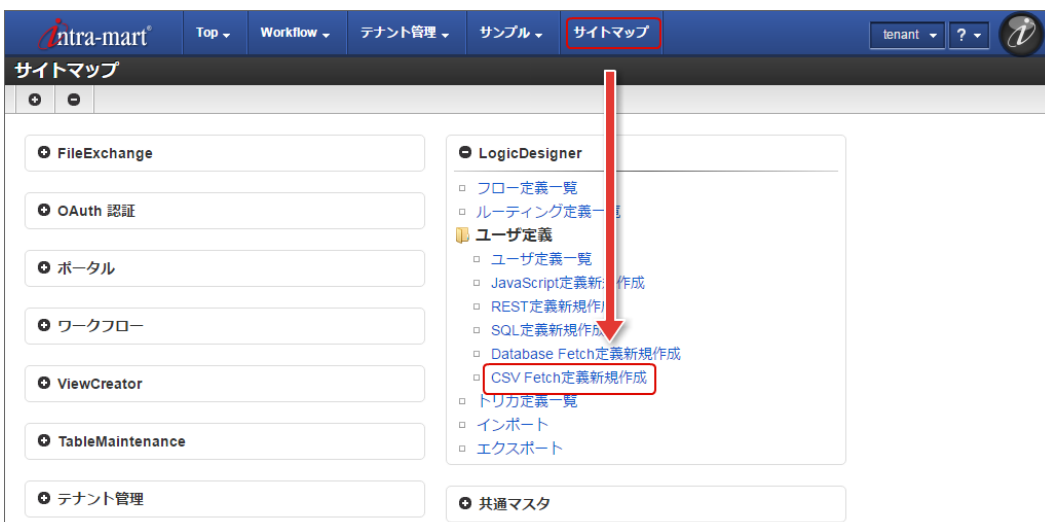 intra-mart® Top Workflow テナント管理 サンプル サイトマップ tenant ?
サイトマップ
FileExchange
OAuth 認証
ポータル
ワークフロー
ViewCreator
TableMaintenance
テナント管理
LogicDesigner
フロー定義一覧
ルーティング定義一覧
ユーザ定義
ユーザ定義一覧
JavaScript定義新規作成
REST定義新規作成
SQL定義新規作成
Database Fetch定義新規作成
CSV Fetch定義新規作成
トリガ定義一覧
インポート
エクスポート
共通マスタ